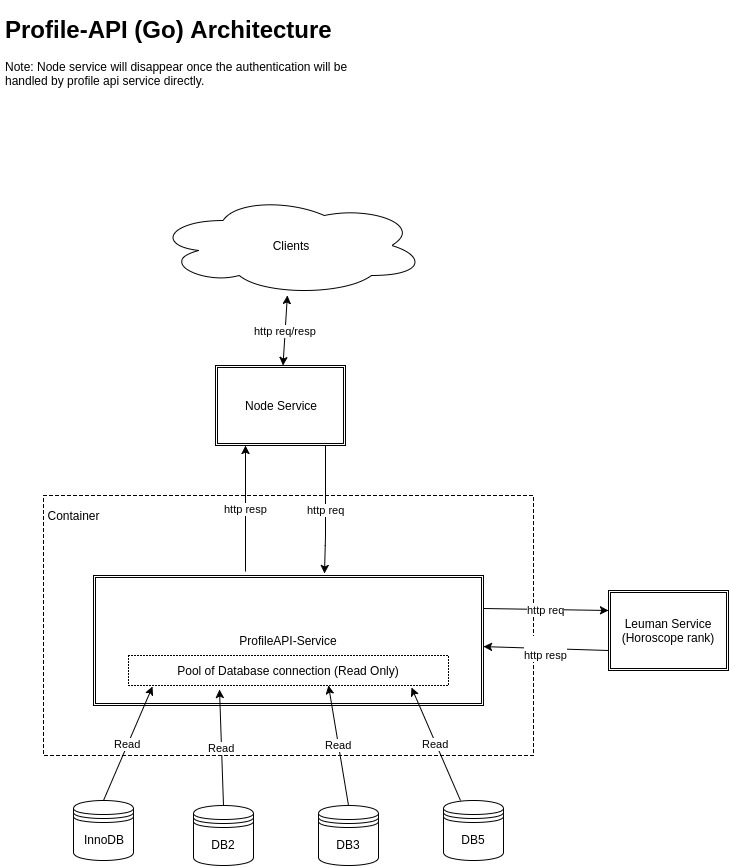 Profile-API (Go) Architecture
Note: Node service will disappear once the authentication will be
handled by profile api service directly.
Clients
http req/resp
Node Service
http resp
http req
Container
ProfileAPI-Service
Pool of Database connection (Read Only)
http req
http resp
Leuman Service
(Horoscope rank)
Read
Read
Read
Read
InnoDB
DB2
DB3
DB5